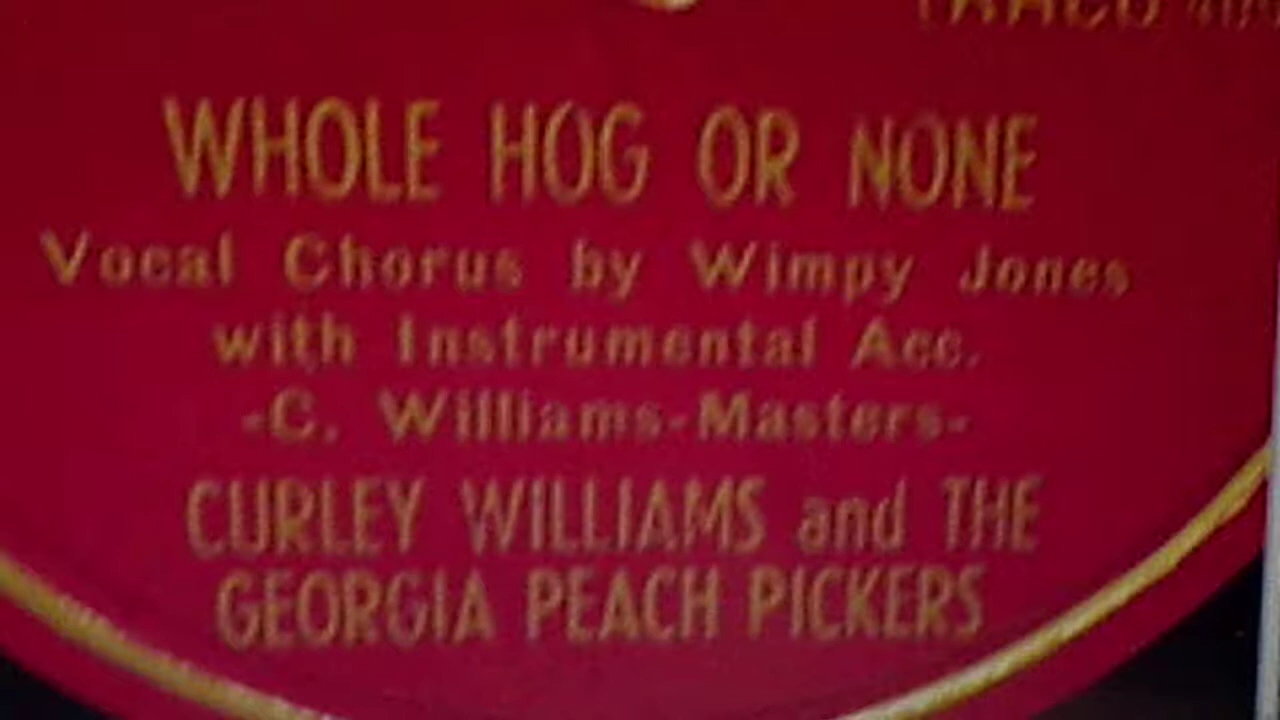 WHOLE HOG OR NONE
Vocal Chorus by Wimpy Jones
with Instrumental Acc.
-C. Williams-Masters-
CURLEY WILLIAMS and THE
GEORGIA PEACH PICKERS